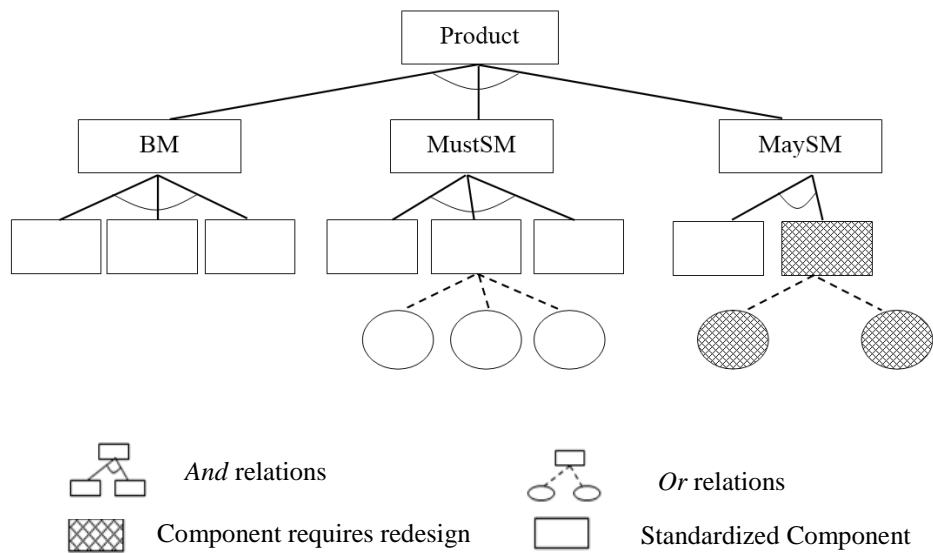 Product
BM MustSM MaySM
And relations Or relations
Component requires redesign Standardized Component